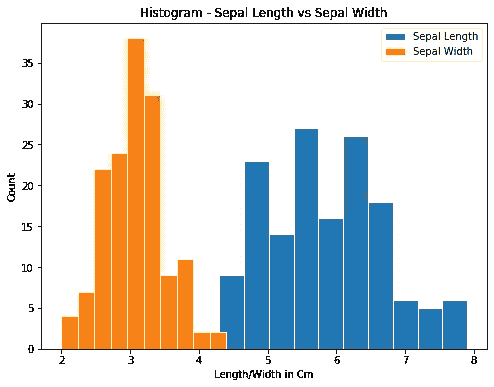 Histogram - Sepal Length vs Sepal Width
Sepal Length
Sepal Width
35
30
25
20
15
10
5
0
Count
2 3 4 5 6 7 8
Length/Width in Cm